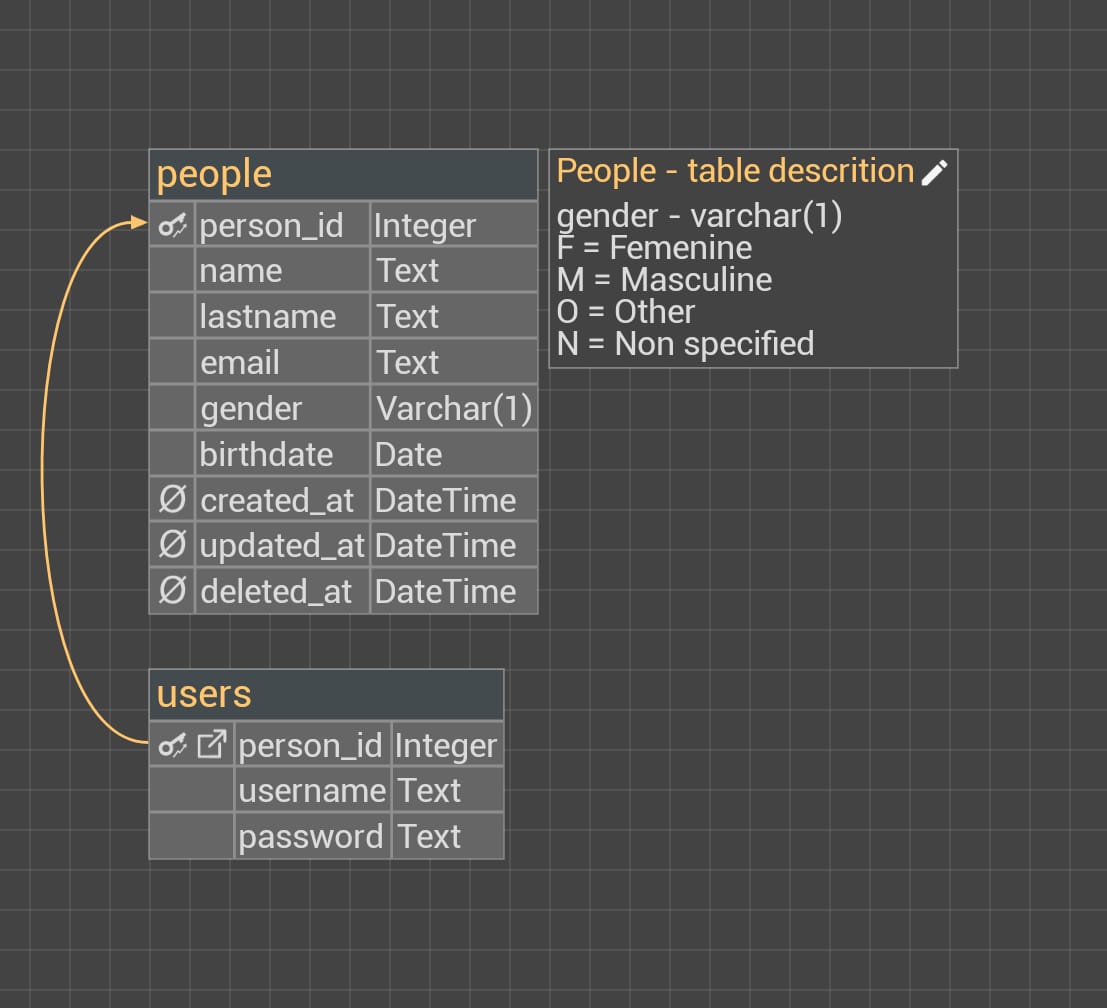 people
person_id Integer
name Text
lastname Text
email Text
gender Varchar(1)
birthdate Date
created_at DateTime
updated_at DateTime
deleted_at DateTime
People - table descrition
gender - varchar(1)
F = Femenine
M = Masculine
O = Other
N = Non specified
users
person_id Integer
username Text
password Text